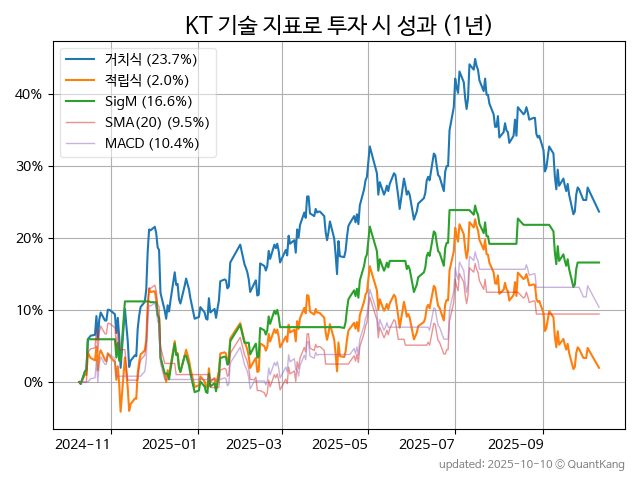 KT 기술 지표로 투자 시 성과 (1년)
거치식 (23.7%)
적립식 (2.0%)
SigM (16.6%)
SMA(20) (9.5%)
MACD (10.4%)
40%
30%
20%
10%
0%
2024-11
2025-01
2025-03
2025-05
2025-07
2025-09
updated: 2025-10-10 © QuantKang